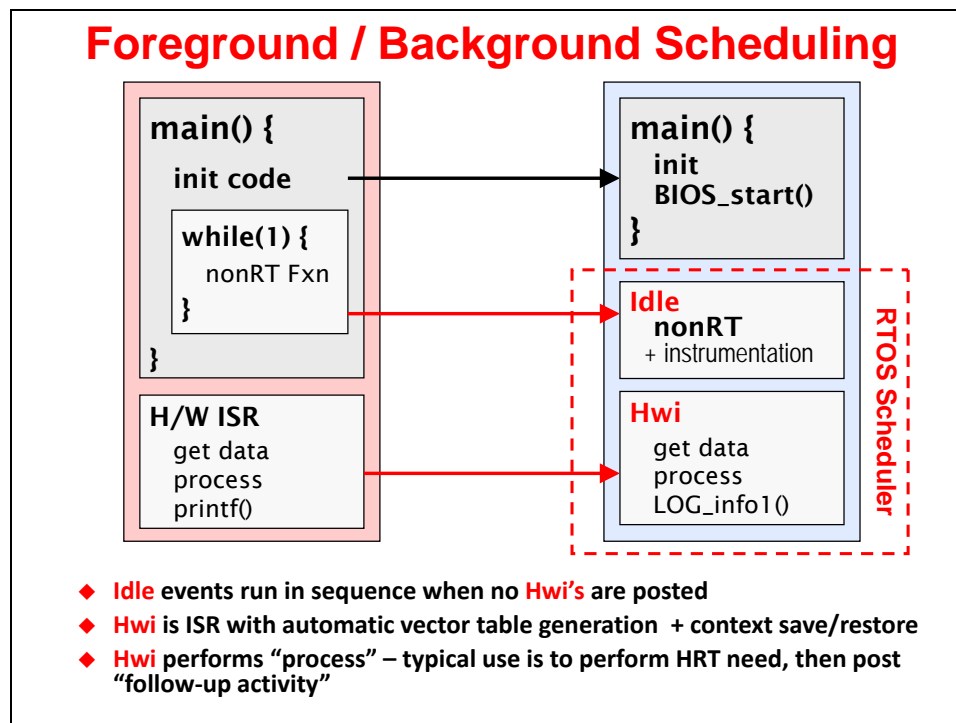 Foreground / Background Scheduling
main() {
init code
while(1) {
nonRT Fxn
}
}
H/W ISR
get data
process
printf()
main() {
init
BIOS_start()
}
Idle
nonRT
+ instrumentation
Hwi
get data
process
LOG_info1()
RTOS Scheduler
Idle events run in sequence when no Hwi's are posted
Hwi is ISR with automatic vector table generation + context save/restore
Hwi performs “process” – typical use is to perform HRT need, then post
“follow-up activity”